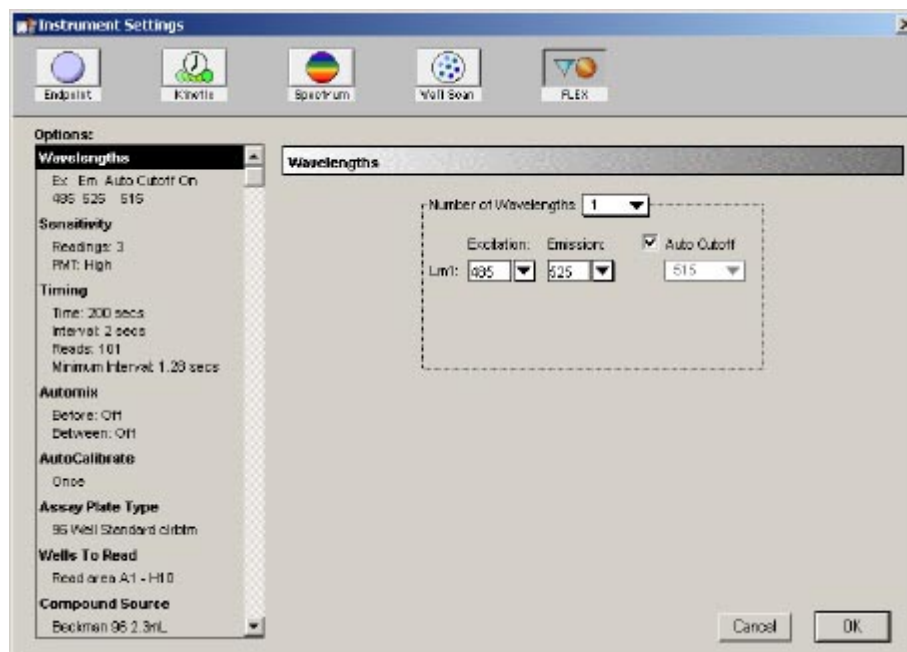 Instrument Settings
Endpoint
Kinetic
Spectrum
Well Scan
FLEX
Options:
Wavelengths
Ex Em Auto Cutoff On
485 525 515
Sensitivity
Readings: 3
PMT: High
Timing
Time: 200 secs
Interval: 2 secs
Reads: 101
Minimum Interval: 1.28 secs
Automix
Before: Off
Between: Off
AutoCalibrate
Once
Assay Plate Type
96 Well Standard clrbtm
Wells To Read
Read area A1 - H10
Compound Source
Beckman 96 2.3mL
Wavelengths
Number of Wavelengths: 1
Excitation: Emission: Auto Cutoff
Lm1: 485 525 515
Cancel OK